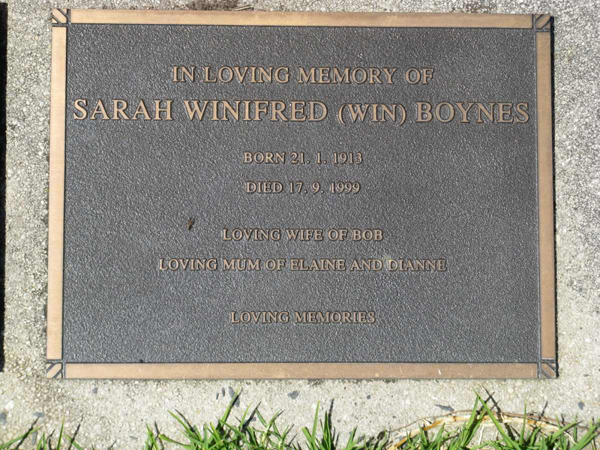 IN LOVING MEMORY OF
SARAH WINIFRED (WIN) BOYNES
BORN 21. 1. 1913
DIED 17. 9. 1999
LOVING WIFE OF BOB
LOVING MUM OF ELAINE AND DIANNE
LOVING MEMORIES